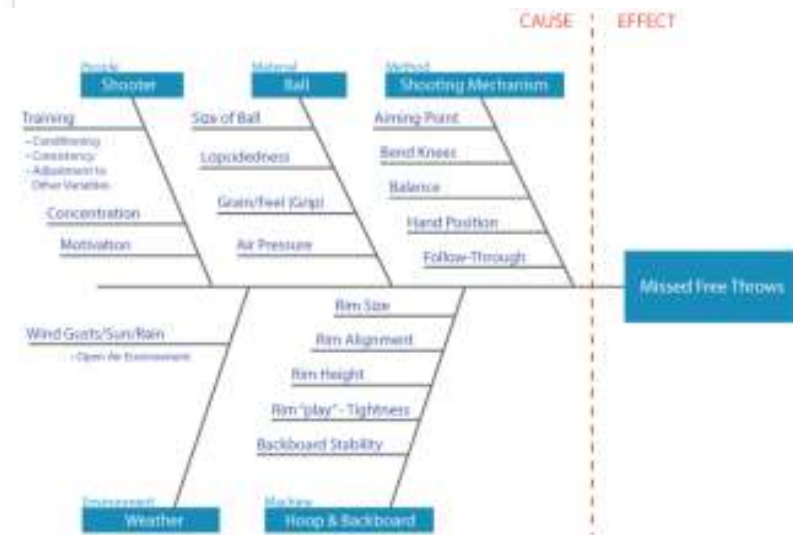 CAUSE
EFFECT
People
Shooter
Training
- Conditioning
- Consistency
- Adjustment to
Other Variables
Concentration
Motivation
Material
Ball
Size of Ball
Lopsidedness
Grain/Feel (Grip)
Air Pressure
Method
Shooting Mechanism
Aiming Point
Bend Knees
Balance
Hand Position
Follow-Through
Missed Free Throws
Wind Gusts/Sun/Rain
- Open Air Environment
Environment
Weather
Rim Size
Rim Alignment
Rim Height
Rim "play" - Tightness
Backboard Stability
Machine
Hoop & Backboard